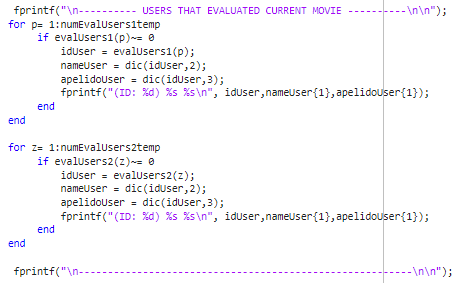 fprintf("\n---------- USERS THAT EVALUATED CURRENT MOVIE ----------\n\n");
for p= 1:numEvalUsers1temp
if evalUsers1(p)~= 0
idUser = evalUsers1(p);
nameUser = dic(idUser,2);
apelidoUser = dic(idUser,3);
fprintf("(ID: %d) %s %s\n", idUser,nameUser{1},apelidoUser{1});
end
end
for z= 1:numEvalUsers2temp
if evalUsers2(z)~= 0
idUser = evalUsers2(z);
nameUser = dic(idUser,2);
apelidoUser = dic(idUser,3);
fprintf("(ID: %d) %s %s\n", idUser,nameUser{1},apelidoUser{1});
end
end
fprintf("\n---------------------------------------------------------\n\n");